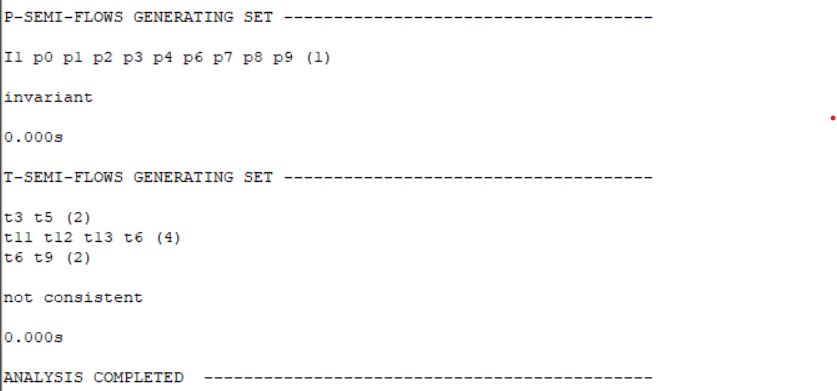 P-SEMI-FLOWS GENERATING SET -------------------------------------
I1 p0 p1 p2 p3 p4 p6 p7 p8 p9 (1)
invariant
0.000s
T-SEMI-FLOWS GENERATING SET -------------------------------------
t3 t5 (2)
t11 t12 t13 t6 (4)
t6 t9 (2)
not consistent
0.000s
ANALYSIS COMPLETED  ---------------------------------------------